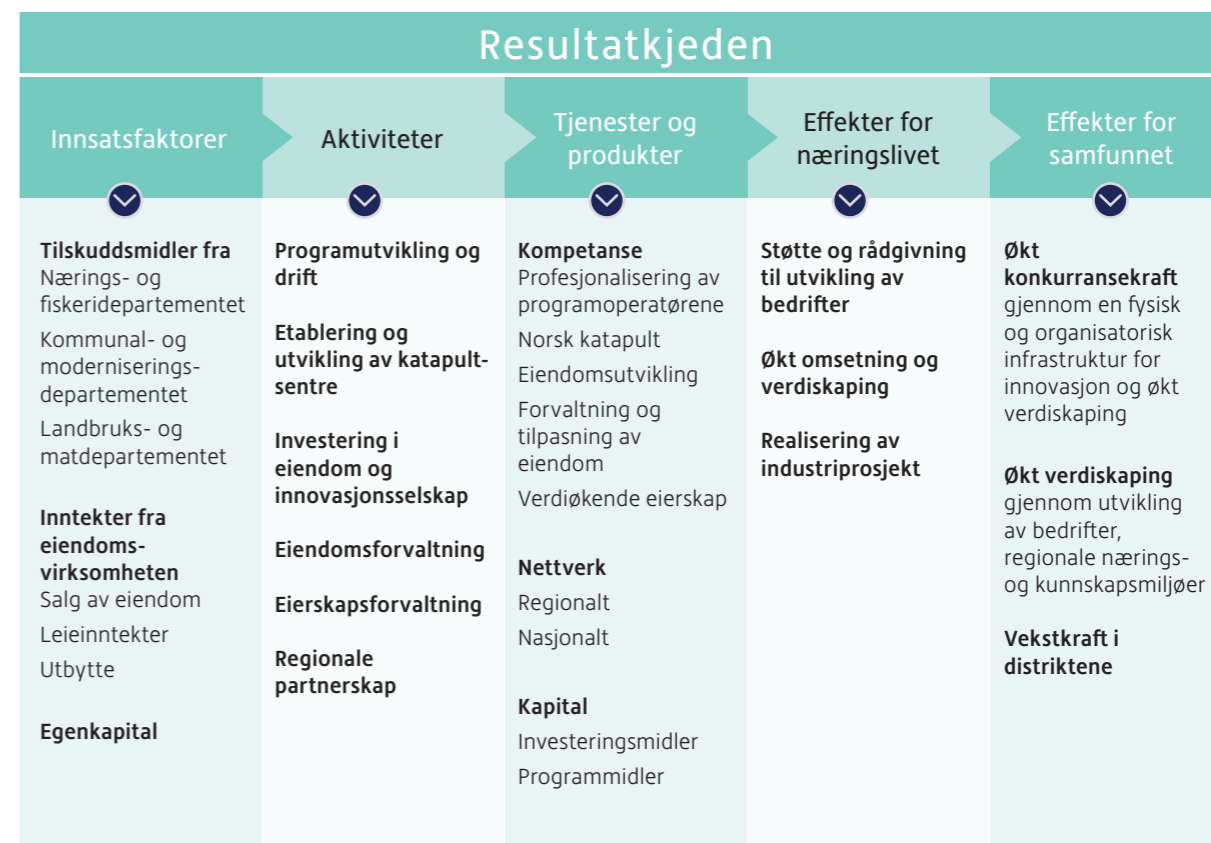 Resultatkjeden
Innsatsfaktorer
Tilskuddsmidler fra
Nærings- og
fiskeridepartementet
Kommunal- og
moderniserings-
departementet
Landbruks- og
matdepartementet
Inntekter fra
eiendoms-
virksomheten
Salg av eiendom
Leieinntekter
Utbytte
Egenkapital
Aktiviteter
Programutvikling og
drift
Etablering og
utvikling av katapult-
sentre
Investering i
eiendom og
innovasjonsselskap
Eiendomsforvaltning
Eierskapsforvaltning
Regionale
partnerskap
Tjenester og
produkter
Kompetanse
Profesjonalisering av
programoperatørene
Norsk katapult
Eiendomsutvikling
Forvaltning og
tilpasning av
eiendom
Verdiøkende eierskap
Nettverk
Regionalt
Nasjonalt
Kapital
Investeringsmidler
Programmidler
Effekter for
næringslivet
Støtte og rådgivning
til utvikling av
bedrifter
Økt omsetning og
verdiskaping
Realisering av
industriprosjekt
Effekter for
samfunnet
Økt
konkurransekraft
gjennom en fysisk
og organisatorisk
infrastruktur for
innovasjon og økt
verdiskaping
Økt verdiskaping
gjennom utvikling
av bedrifter,
regionale nærings-
og kunnskapsmiljøer
Vekstkraft i
distriktene